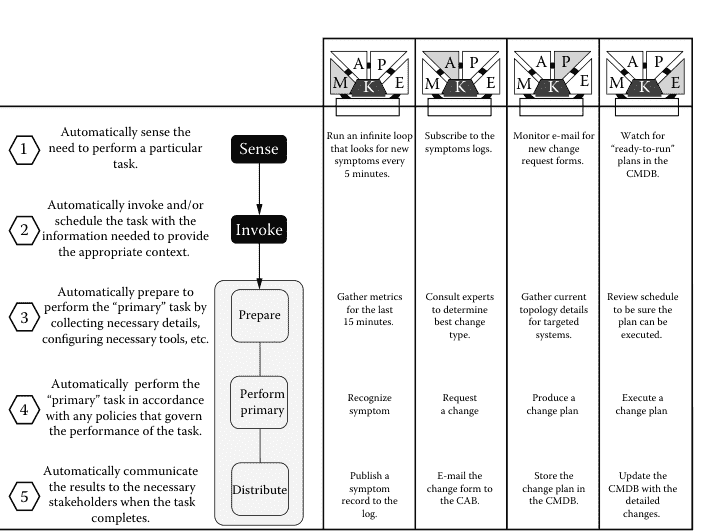 A P
M K E
A P
M K E
A P
M K E
A P
M K E
1
Automatically sense the
need to perform a particular
task.
Sense
Run an infinite loop
that looks for new
symptoms every
5 minutes.
Subscribe to the
symptoms logs.
Monitor e-mail for
new change
request forms.
Watch for
“ready-to-run”
plans in the
CMDB.
2
Automatically invoke and/or
schedule the task with the
information needed to provide
the appropriate context.
Invoke
3
Automatically prepare to
perform the “primary” task by
collecting necessary details,
configuring necessary tools, etc.
Prepare
Gather metrics
for the last
15 minutes.
Consult experts
to determine
best change
type.
Gather current
topology details
for targeted
systems.
Review schedule
to be sure the
plan can be
executed.
4
Automatically perform the
“primary” task in accordance
with any policies that govern
the performance of the task.
Perform
primary
Recognize
symptom
Request
a change
Produce a
change plan
Execute a
change plan
5
Automatically communicate
the results to the necessary
stakeholders when the task
completes.
Distribute
Publish a
symptom
record to the
log.
E-mail the
change form to
the CAB.
Store the
change plan in
the CMDB.
Update the
CMDB with the
detailed
changes.